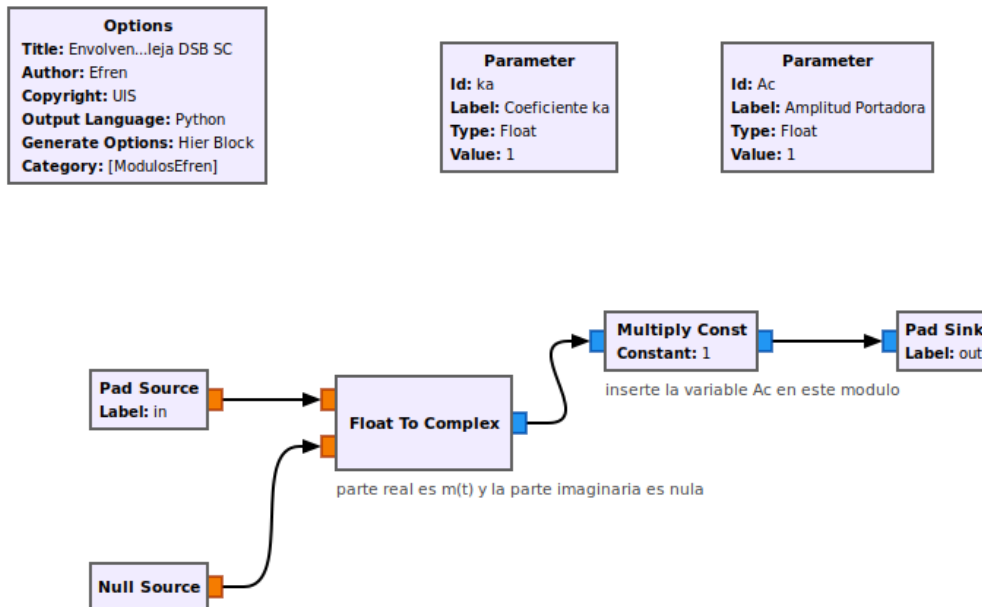 Options
Title: Envolven...leja DSB SC
Author: Efren
Copyright: UIS
Output Language: Python
Generate Options: Hier Block
Category: [ModulosEfren]
Parameter
Id: ka
Label: Coeficiente ka
Type: Float
Value: 1
Parameter
Id: Ac
Label: Amplitud Portadora
Type: Float
Value: 1
Multiply Const
Constant: 1
Pad Sink
Label: out
inserte la variable Ac en este modulo
Pad Source
Label: in
Float To Complex
parte real es m(t) y la parte imaginaria es nula
Null Source